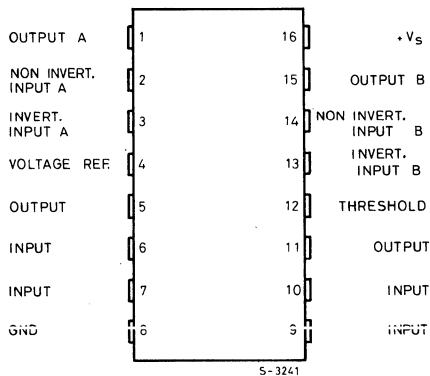 OUTPUT A 1 16 +VS
NON INVERT. INPUT A 2 15 OUTPUT B
INVERT. INPUT A 3 14 NON INVERT. INPUT B
VOLTAGE REF. 4 13 INVERT. INPUT B
OUTPUT 5 12 THRESHOLD
INPUT 6 11 OUTPUT
INPUT 7 10 INPUT
GND 8 9 INPUT
S-3241